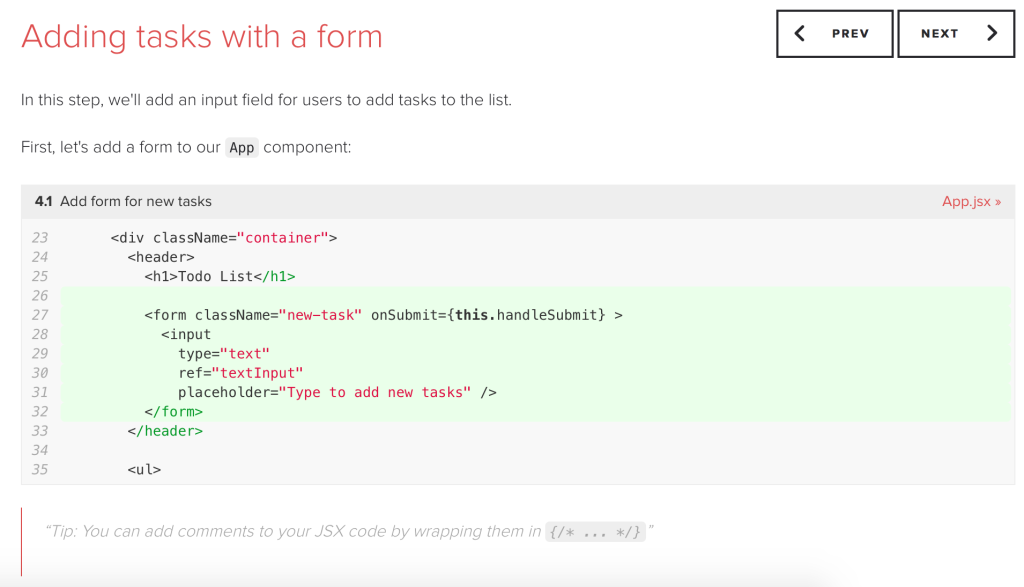 Adding tasks with a form
PREV
NEXT
In this step, we'll add an input field for users to add tasks to the list.
First, let's add a form to our App component:
4.1 Add form for new tasks
App.jsx »
23 <div className="container">
24 <header>
25 <h1>Todo List</h1>
26
27 <form className="new-task" onSubmit={this.handleSubmit} >
28 <input
29 type="text"
30 ref="textInput"
31 placeholder="Type to add new tasks" />
32 </form>
33 </header>
34
35 <ul>
“Tip: You can add comments to your JSX code by wrapping them in {/* ... */}”